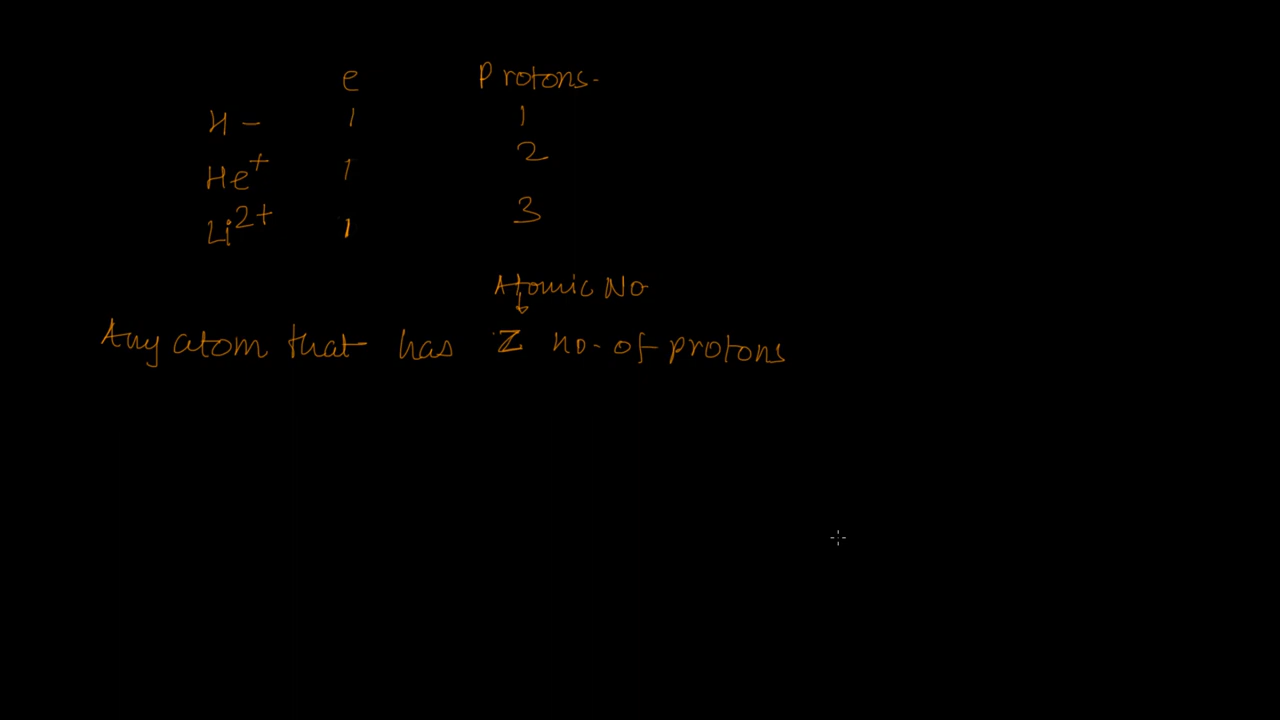 e Protons.
H - 1 1
He⁺ 1 2
Li²⁺ 1 3
Atomic No
Any atom that has Z no. of protons